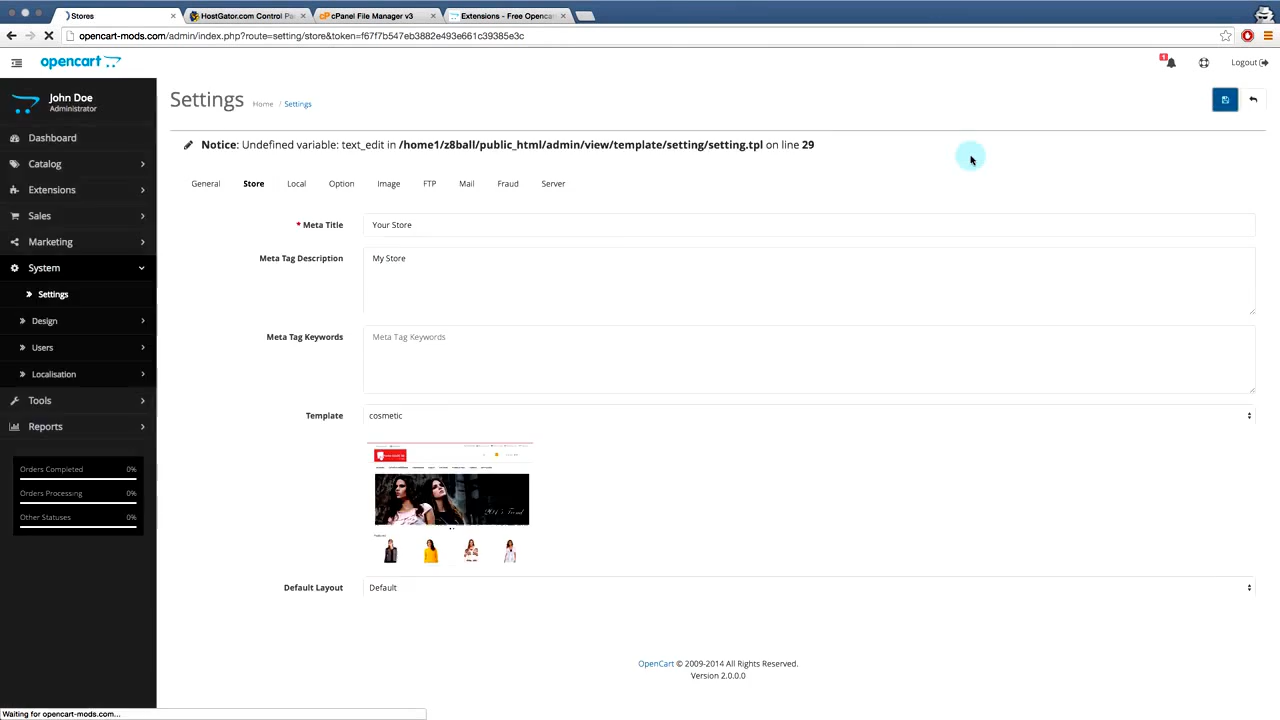 Stores
HostGator.com Control Pa
cPanel File Manager v3
Extensions - Free Openca
opencart-mods.com/admin/index.php?route=setting/store&token=f67f7b547eb3882e493e661c39385e3c
opencart
1
Logout
John Doe
Administrator
Settings
Home / Settings
Notice: Undefined variable: text_edit in /home1/z8ball/public_html/admin/view/template/setting/setting.tpl on line 29
Dashboard
Catalog
Extensions
Sales
Marketing
System
Settings
Design
Users
Localisation
Tools
Reports
Orders Completed 0%
Orders Processing 0%
Other Statuses 0%
General Store Local Option Image FTP Mail Fraud Server
* Meta Title Your Store
Meta Tag Description My Store
Meta Tag Keywords Meta Tag Keywords
Template cosmetic
2014's Trend
Default Layout Default
OpenCart © 2009-2014 All Rights Reserved.
Version 2.0.0.0
Waiting for opencart-mods.com...